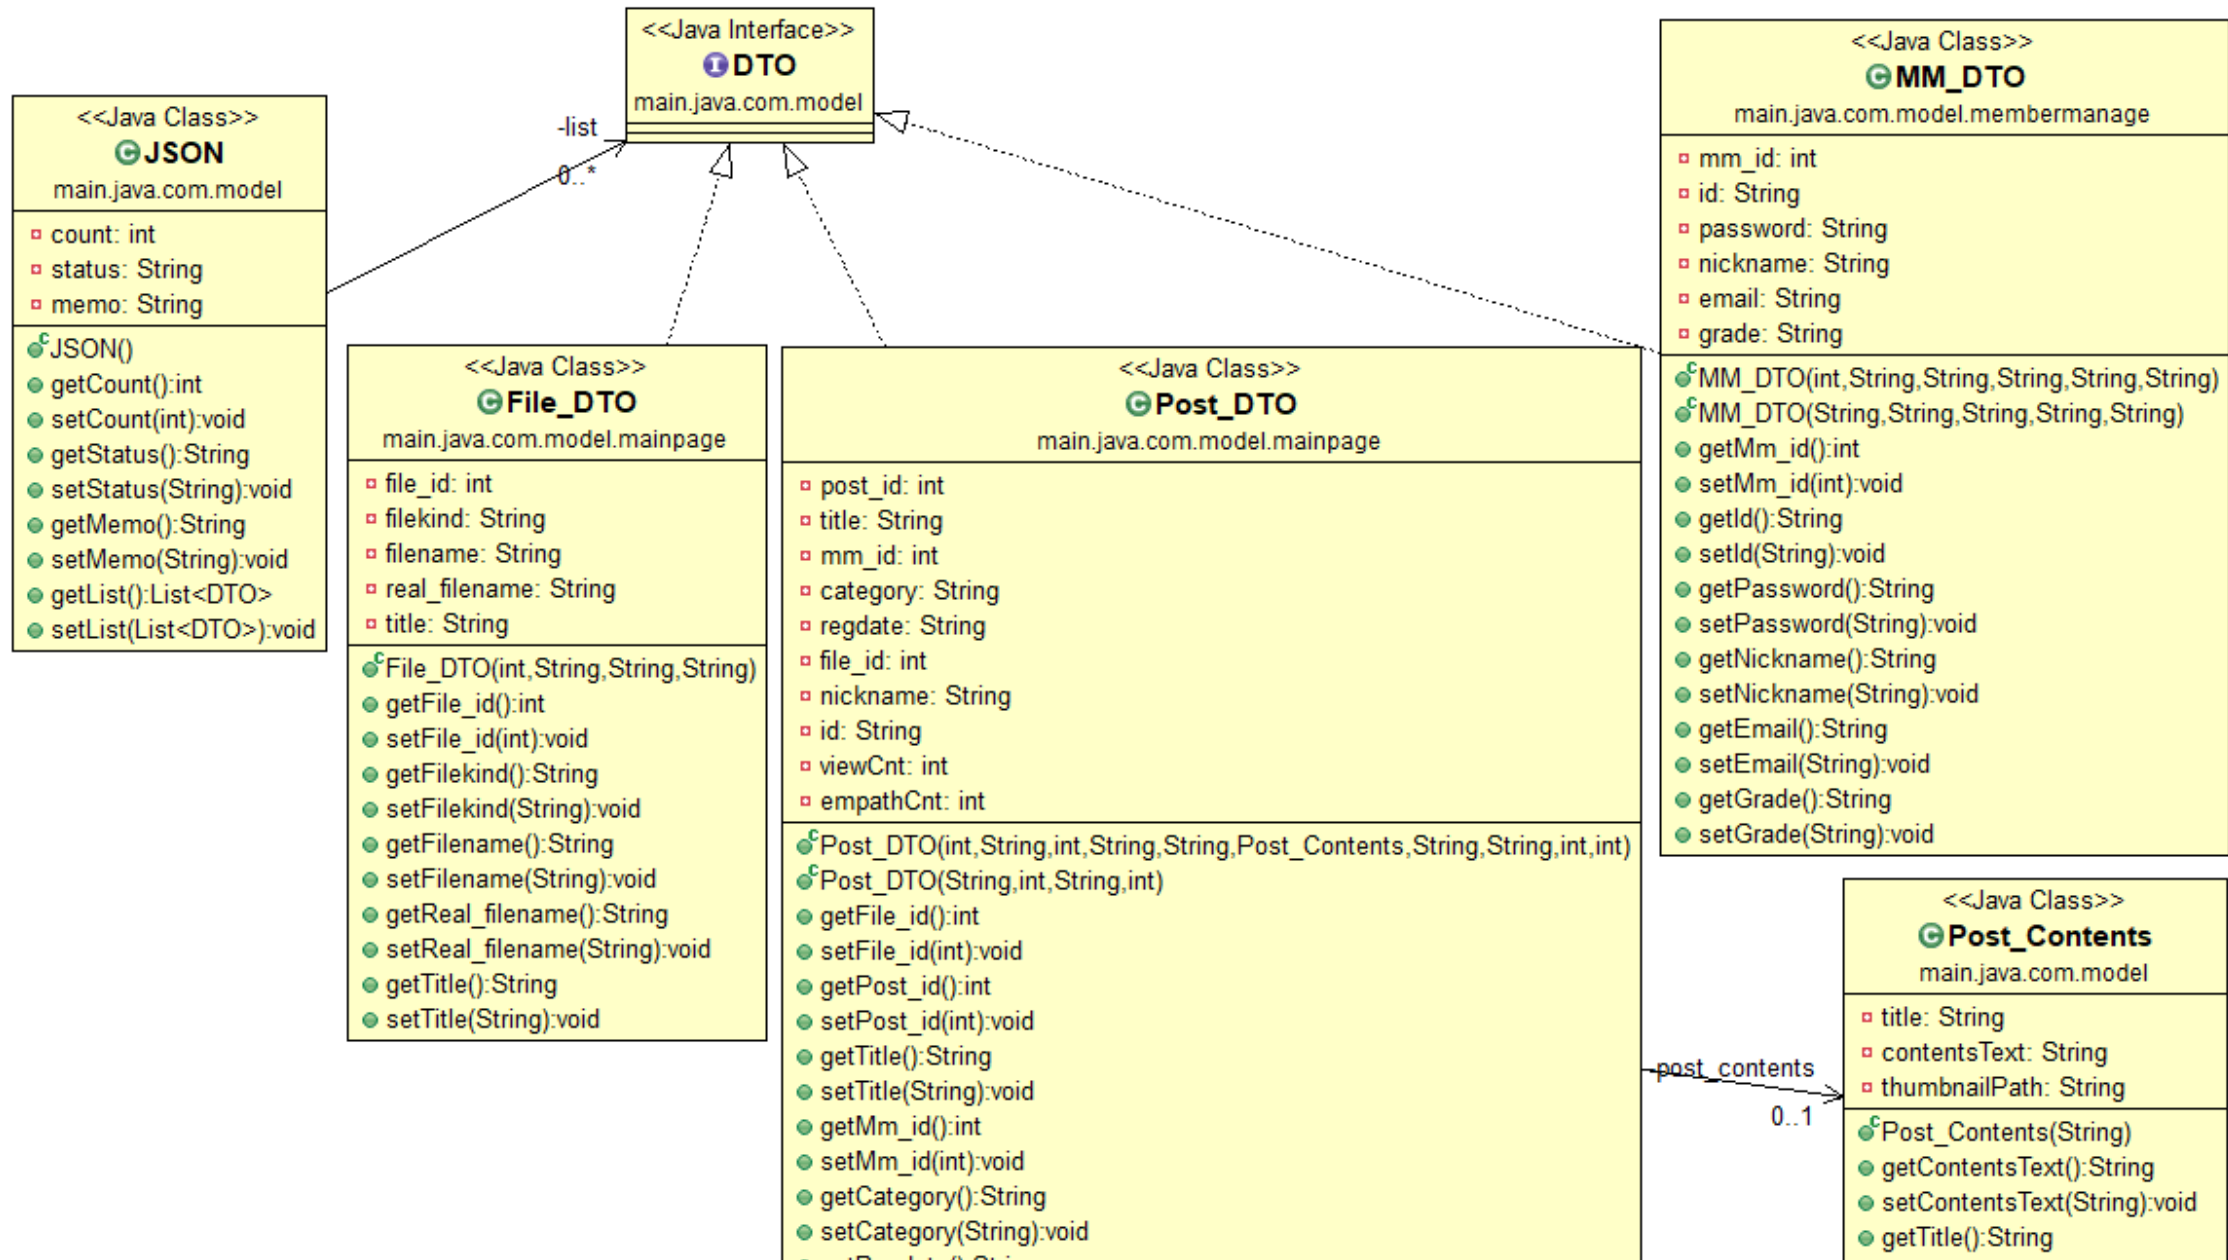 <<Java Interface>>
DTO
main.java.com.model
-list
0..*
<<Java Class>>
JSON
main.java.com.model
count: int
status: String
memo: String
JSON()
getCount():int
setCount(int):void
getStatus():String
setStatus(String):void
getMemo():String
setMemo(String):void
getList():List<DTO>
setList(List<DTO>):void
<<Java Class>>
File_DTO
main.java.com.model.mainpage
file_id: int
filekind: String
filename: String
real_filename: String
title: String
File_DTO(int,String,String,String)
getFile_id():int
setFile_id(int):void
getFilekind():String
setFilekind(String):void
getFilename():String
setFilename(String):void
getReal_filename():String
setReal_filename(String):void
getTitle():String
setTitle(String):void
<<Java Class>>
Post_DTO
main.java.com.model.mainpage
post_id: int
title: String
mm_id: int
category: String
regdate: String
file_id: int
nickname: String
id: String
viewCnt: int
empathCnt: int
Post_DTO(int,String,int,String,String,Post_Contents,String,String,int,int)
Post_DTO(String,int,String,int)
getFile_id():int
setFile_id(int):void
getPost_id():int
setPost_id(int):void
getTitle():String
setTitle(String):void
getMm_id():int
setMm_id(int):void
getCategory():String
setCategory(String):void
<<Java Class>>
MM_DTO
main.java.com.model.membermanage
mm_id: int
id: String
password: String
nickname: String
email: String
grade: String
MM_DTO(int,String,String,String,String,String)
MM_DTO(String,String,String,String,String)
getMm_id():int
setMm_id(int):void
getId():String
setId(String):void
getPassword():String
setPassword(String):void
getNickname():String
setNickname(String):void
getEmail():String
setEmail(String):void
getGrade():String
setGrade(String):void
post_contents
0..1
<<Java Class>>
Post_Contents
main.java.com.model
title: String
contentsText: String
thumbnailPath: String
Post_Contents(String)
getContentsText():String
setContentsText(String):void
getTitle():String